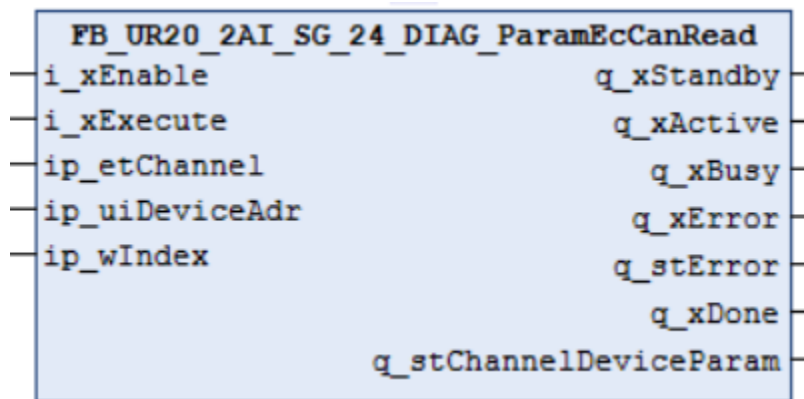 FB_UR20_2AI_SG_24_DIAG_ParamEcCanRead
i_xEnable q_xStandby
i_xExecute q_xActive
ip_etChannel q_xBusy
ip_uiDeviceAdr q_xError
ip_wIndex q_stError
q_xDone
q_stChannelDeviceParam